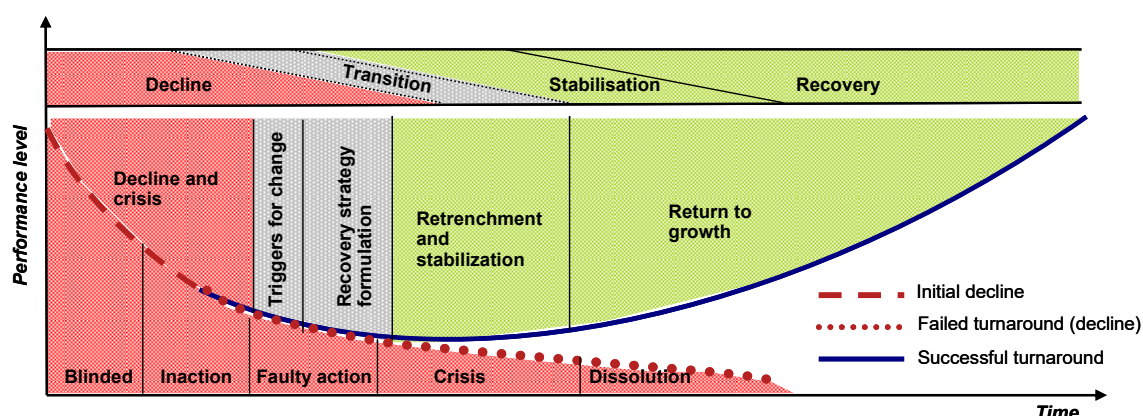 Decline
Transition
Stabilisation
Recovery
Performance level
Decline and
crisis
Triggers for change
Recovery strategy
formulation
Retrenchment
and
stabilization
Return to
growth
Initial decline
Failed turnaround (decline)
Successful turnaround
Blinded
Inaction
Faulty action
Crisis
Dissolution
Time